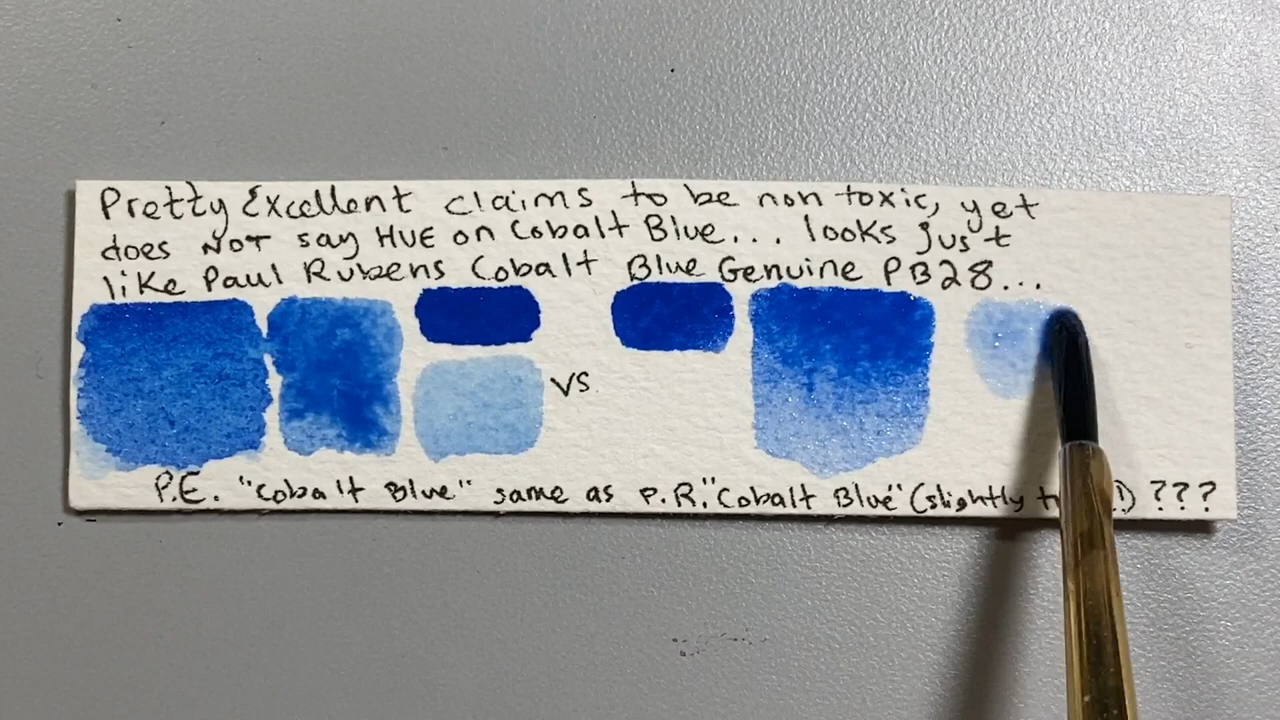 Pretty Excellent claims to be non toxic, yet
does NOT say HUE on Cobalt Blue... looks just
like Paul Rubens Cobalt Blue Genuine PB28...
vs
P.E. "Cobalt Blue" same as P.R. "Cobalt Blue" (slightly !) ???